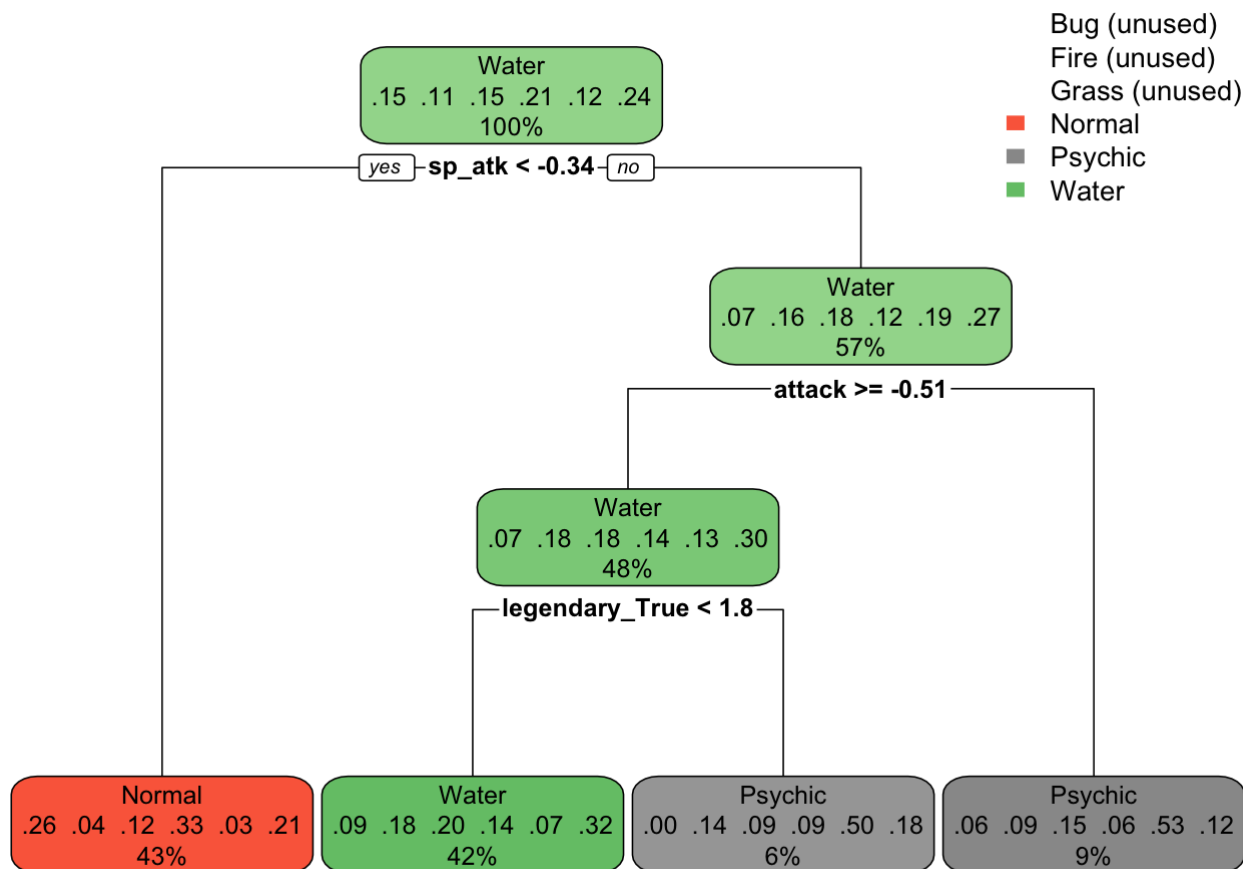 Bug (unused)
Fire (unused)
Grass (unused)
Normal
Psychic
Water
Water
.15 .11 .15 .21 .12 .24
100%
yes sp_atk < -0.34 no
Water
.07 .16 .18 .12 .19 .27
57%
attack >= -0.51
Water
.07 .18 .18 .14 .13 .30
48%
legendary_True < 1.8
Normal
.26 .04 .12 .33 .03 .21
43%
Water
.09 .18 .20 .14 .07 .32
42%
Psychic
.00 .14 .09 .09 .50 .18
6%
Psychic
.06 .09 .15 .06 .53 .12
9%